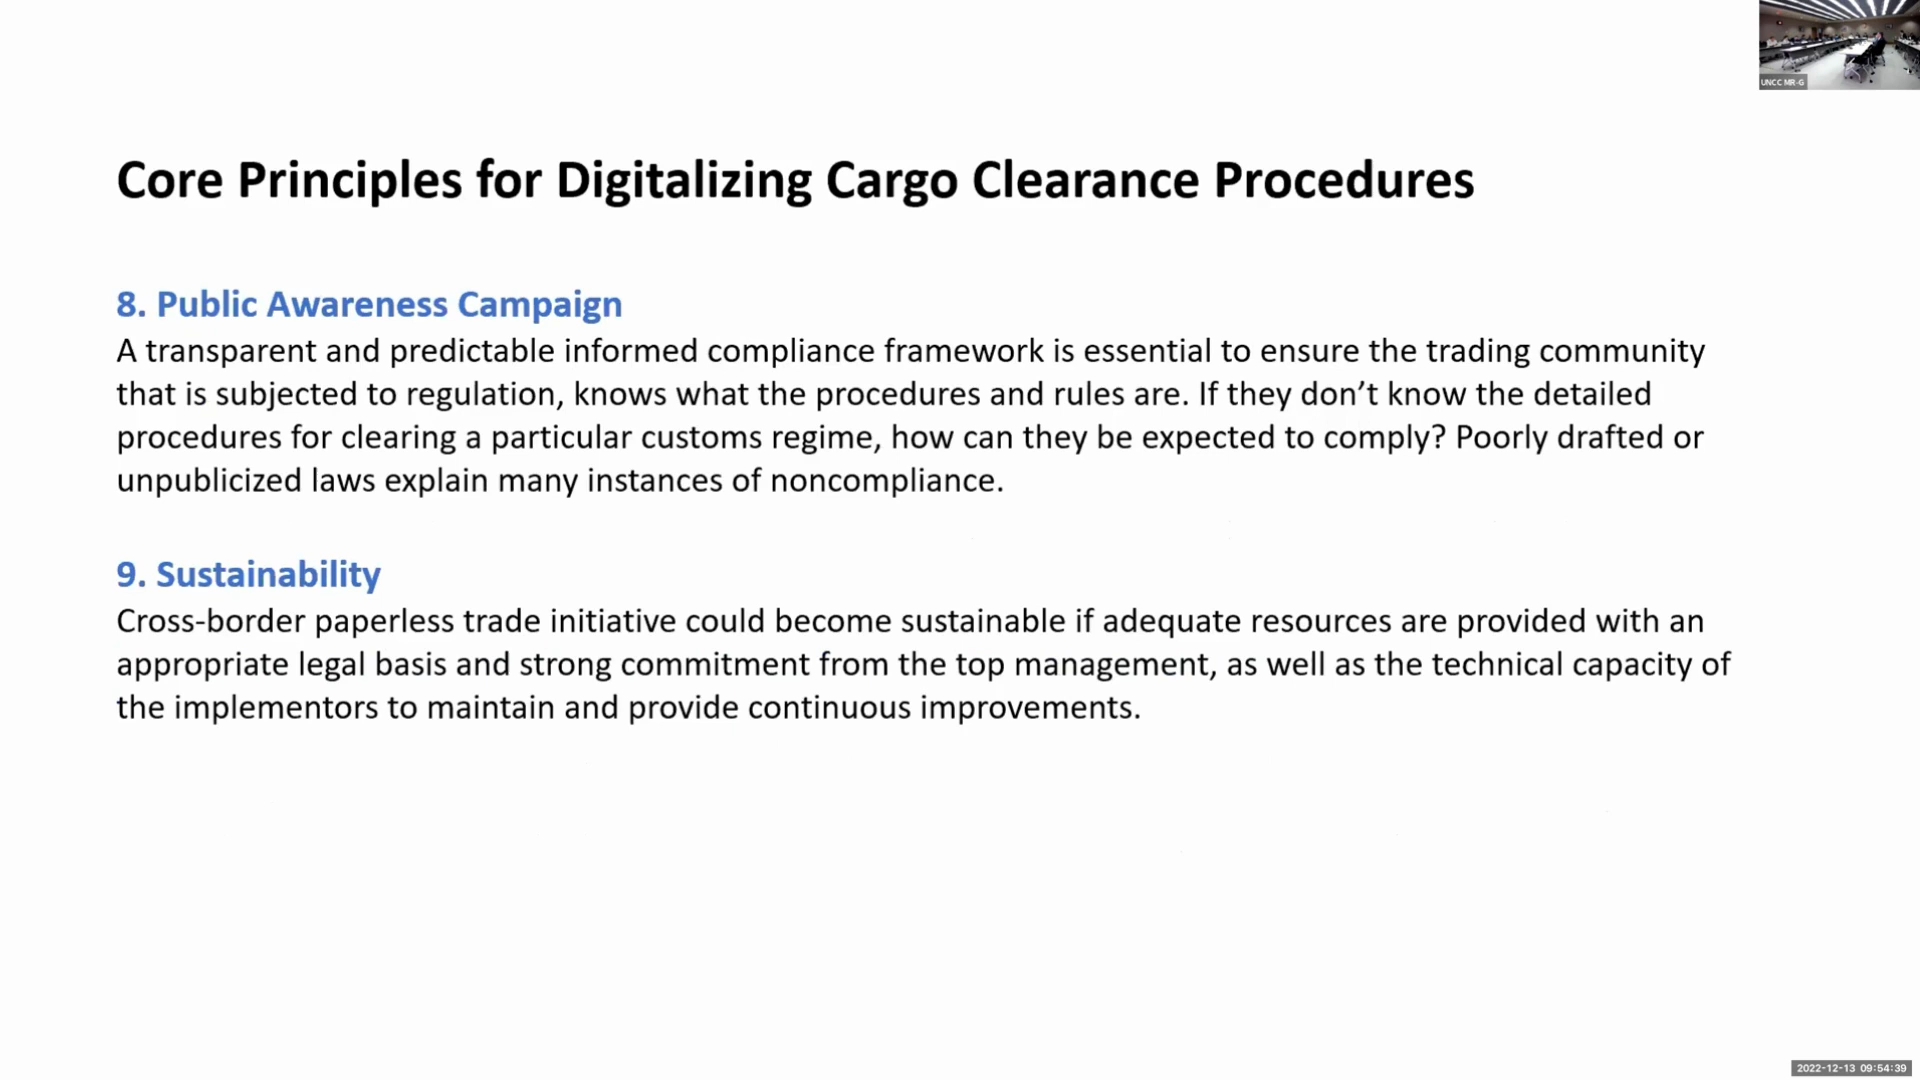 UNCC MR-G
Core Principles for Digitalizing Cargo Clearance Procedures
8. Public Awareness Campaign
A transparent and predictable informed compliance framework is essential to ensure the trading community
that is subjected to regulation, knows what the procedures and rules are. If they don’t know the detailed
procedures for clearing a particular customs regime, how can they be expected to comply? Poorly drafted or
unpublicized laws explain many instances of noncompliance.
9. Sustainability
Cross-border paperless trade initiative could become sustainable if adequate resources are provided with an
appropriate legal basis and strong commitment from the top management, as well as the technical capacity of
the implementors to maintain and provide continuous improvements.
2022-12-13 09:54:39